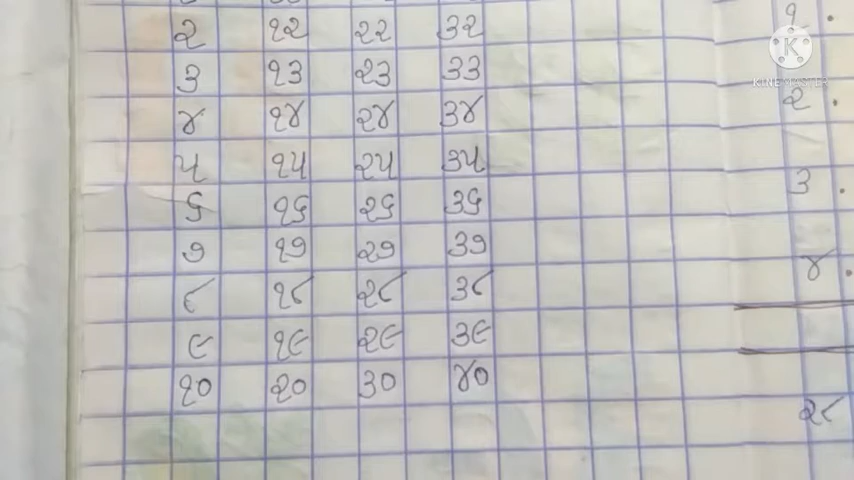 ૨ ૧૨ ૨૨ ૩૨
૩ ૧૩ ૨૩ ૩૩
૪ ૧૪ ૨૪ ૩૪
૫ ૧૫ ૨૫ ૩૫
૬ ૧૬ ૨૬ ૩૬
૭ ૧૭ ૨૭ ૩૭
૮ ૧૮ ૨૮ ૩૮
૯ ૧૯ ૨૯ ૩૯
૧૦ ૨૦ ૩૦ ૪૦
૧.
૨.
૩.
૪.
૨૮
K
KINEMASTER